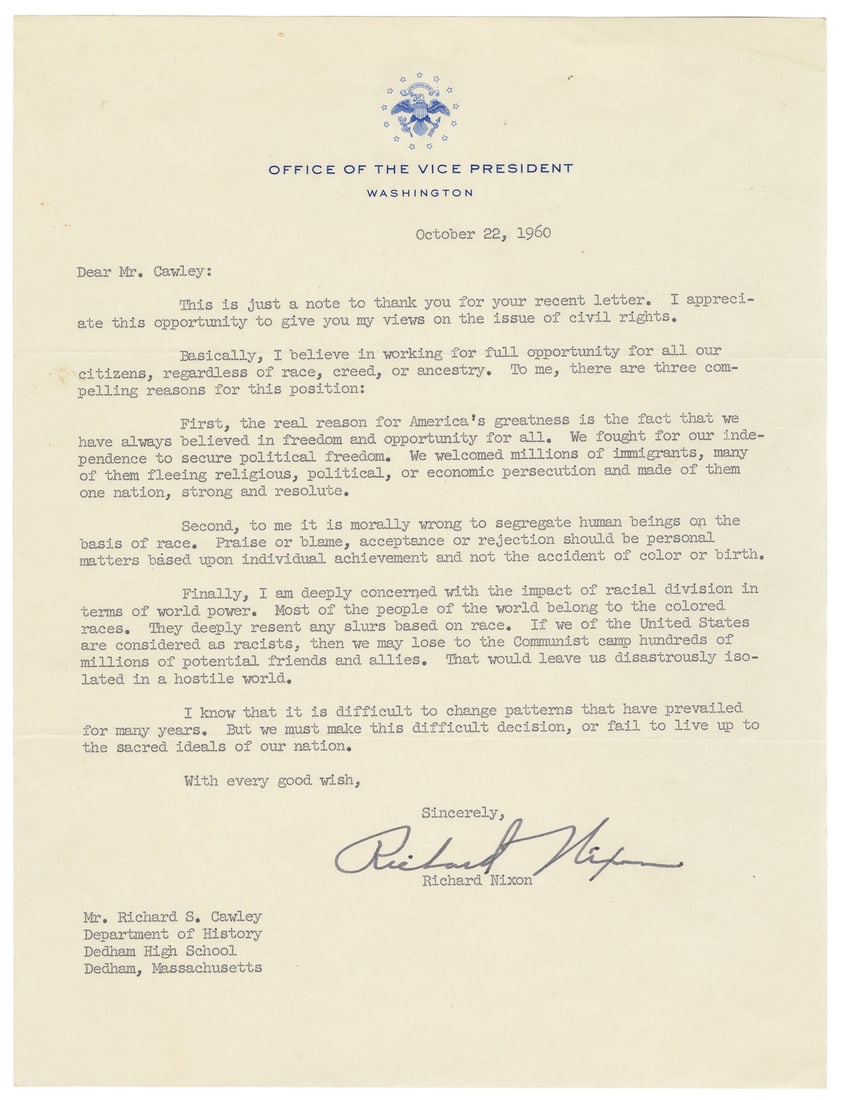 OFFICE OF THE VICE PRESIDENT
WASHINGTON
October 22, 1960
Dear Mr. Cawley:
This is just a note to thank you for your recent letter. I appreci-
ate this opportunity to give you my views on the issue of civil rights.
Basically, I believe in working for full opportunity for all our
citizens, regardless of race, creed, or ancestry. To me, there are three com-
pelling reasons for this position:
First, the real reason for America's greatness is the fact that we
have always believed in freedom and opportunity for all. We fought for our inde-
pendence to secure political freedom. We welcomed millions of immigrants, many
of them fleeing religious, political, or economic persecution and made of them
one nation, strong and resolute.
Second, to me it is morally wrong to segregate human beings on the
basis of race. Praise or blame, acceptance or rejection should be personal
matters based upon individual achievement and not the accident of color or birth.
Finally, I am deeply concerned with the impact of racial division in
terms of world power. Most of the people of the world belong to the colored
races. They deeply resent any slurs based on race. If we of the United States
are considered as racists, then we may lose to the Communist camp hundreds of
millions of potential friends and allies. That would leave us disastrously iso-
lated in a hostile world.
I know that it is difficult to change patterns that have prevailed
for many years. But we must make this difficult decision, or fail to live up to
the sacred ideals of our nation.
With every good wish,
Sincerely,
Richard Nixon
Richard Nixon
Mr. Richard S. Cawley
Department of History
Dedham High School
Dedham, Massachusetts